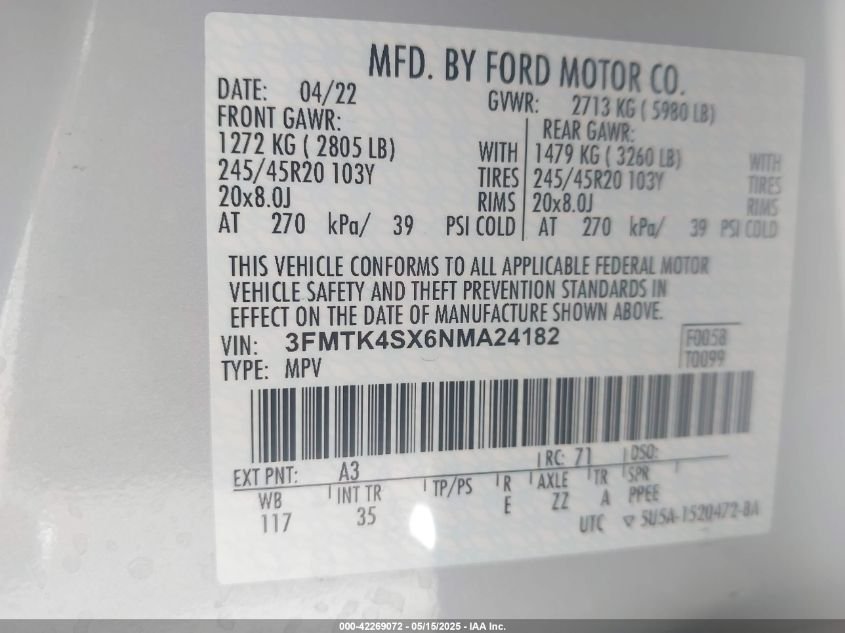 MFD. BY FORD MOTOR CO.
DATE: 04/22 GVWR: 2713 KG ( 5980 LB)
FRONT GAWR: REAR GAWR:
1272 KG ( 2805 LB) WITH 1479 KG ( 3260 LB) WITH
245/45R20 103Y TIRES 245/45R20 103Y TIRES
20x8.0J RIMS 20x8.0J RIMS
AT 270 kPa/ 39 PSI COLD AT 270 kPa/ 39 PSI COLD
THIS VEHICLE CONFORMS TO ALL APPLICABLE FEDERAL MOTOR
VEHICLE SAFETY AND THEFT PREVENTION STANDARDS IN
EFFECT ON THE DATE OF MANUFACTURE SHOWN ABOVE.
VIN: 3FMTK4SX6NMA24182 F0058
TYPE: MPV T0099
EXT PNT: A3 RC: 71 DSO:
WB INT TR TP/PS R AXLE TR SPR
117 35 E ZZ A PPEE
UTC ▽ 5U5A-1520472-BA
000-42269072 - 05/15/2025 - IAA Inc.